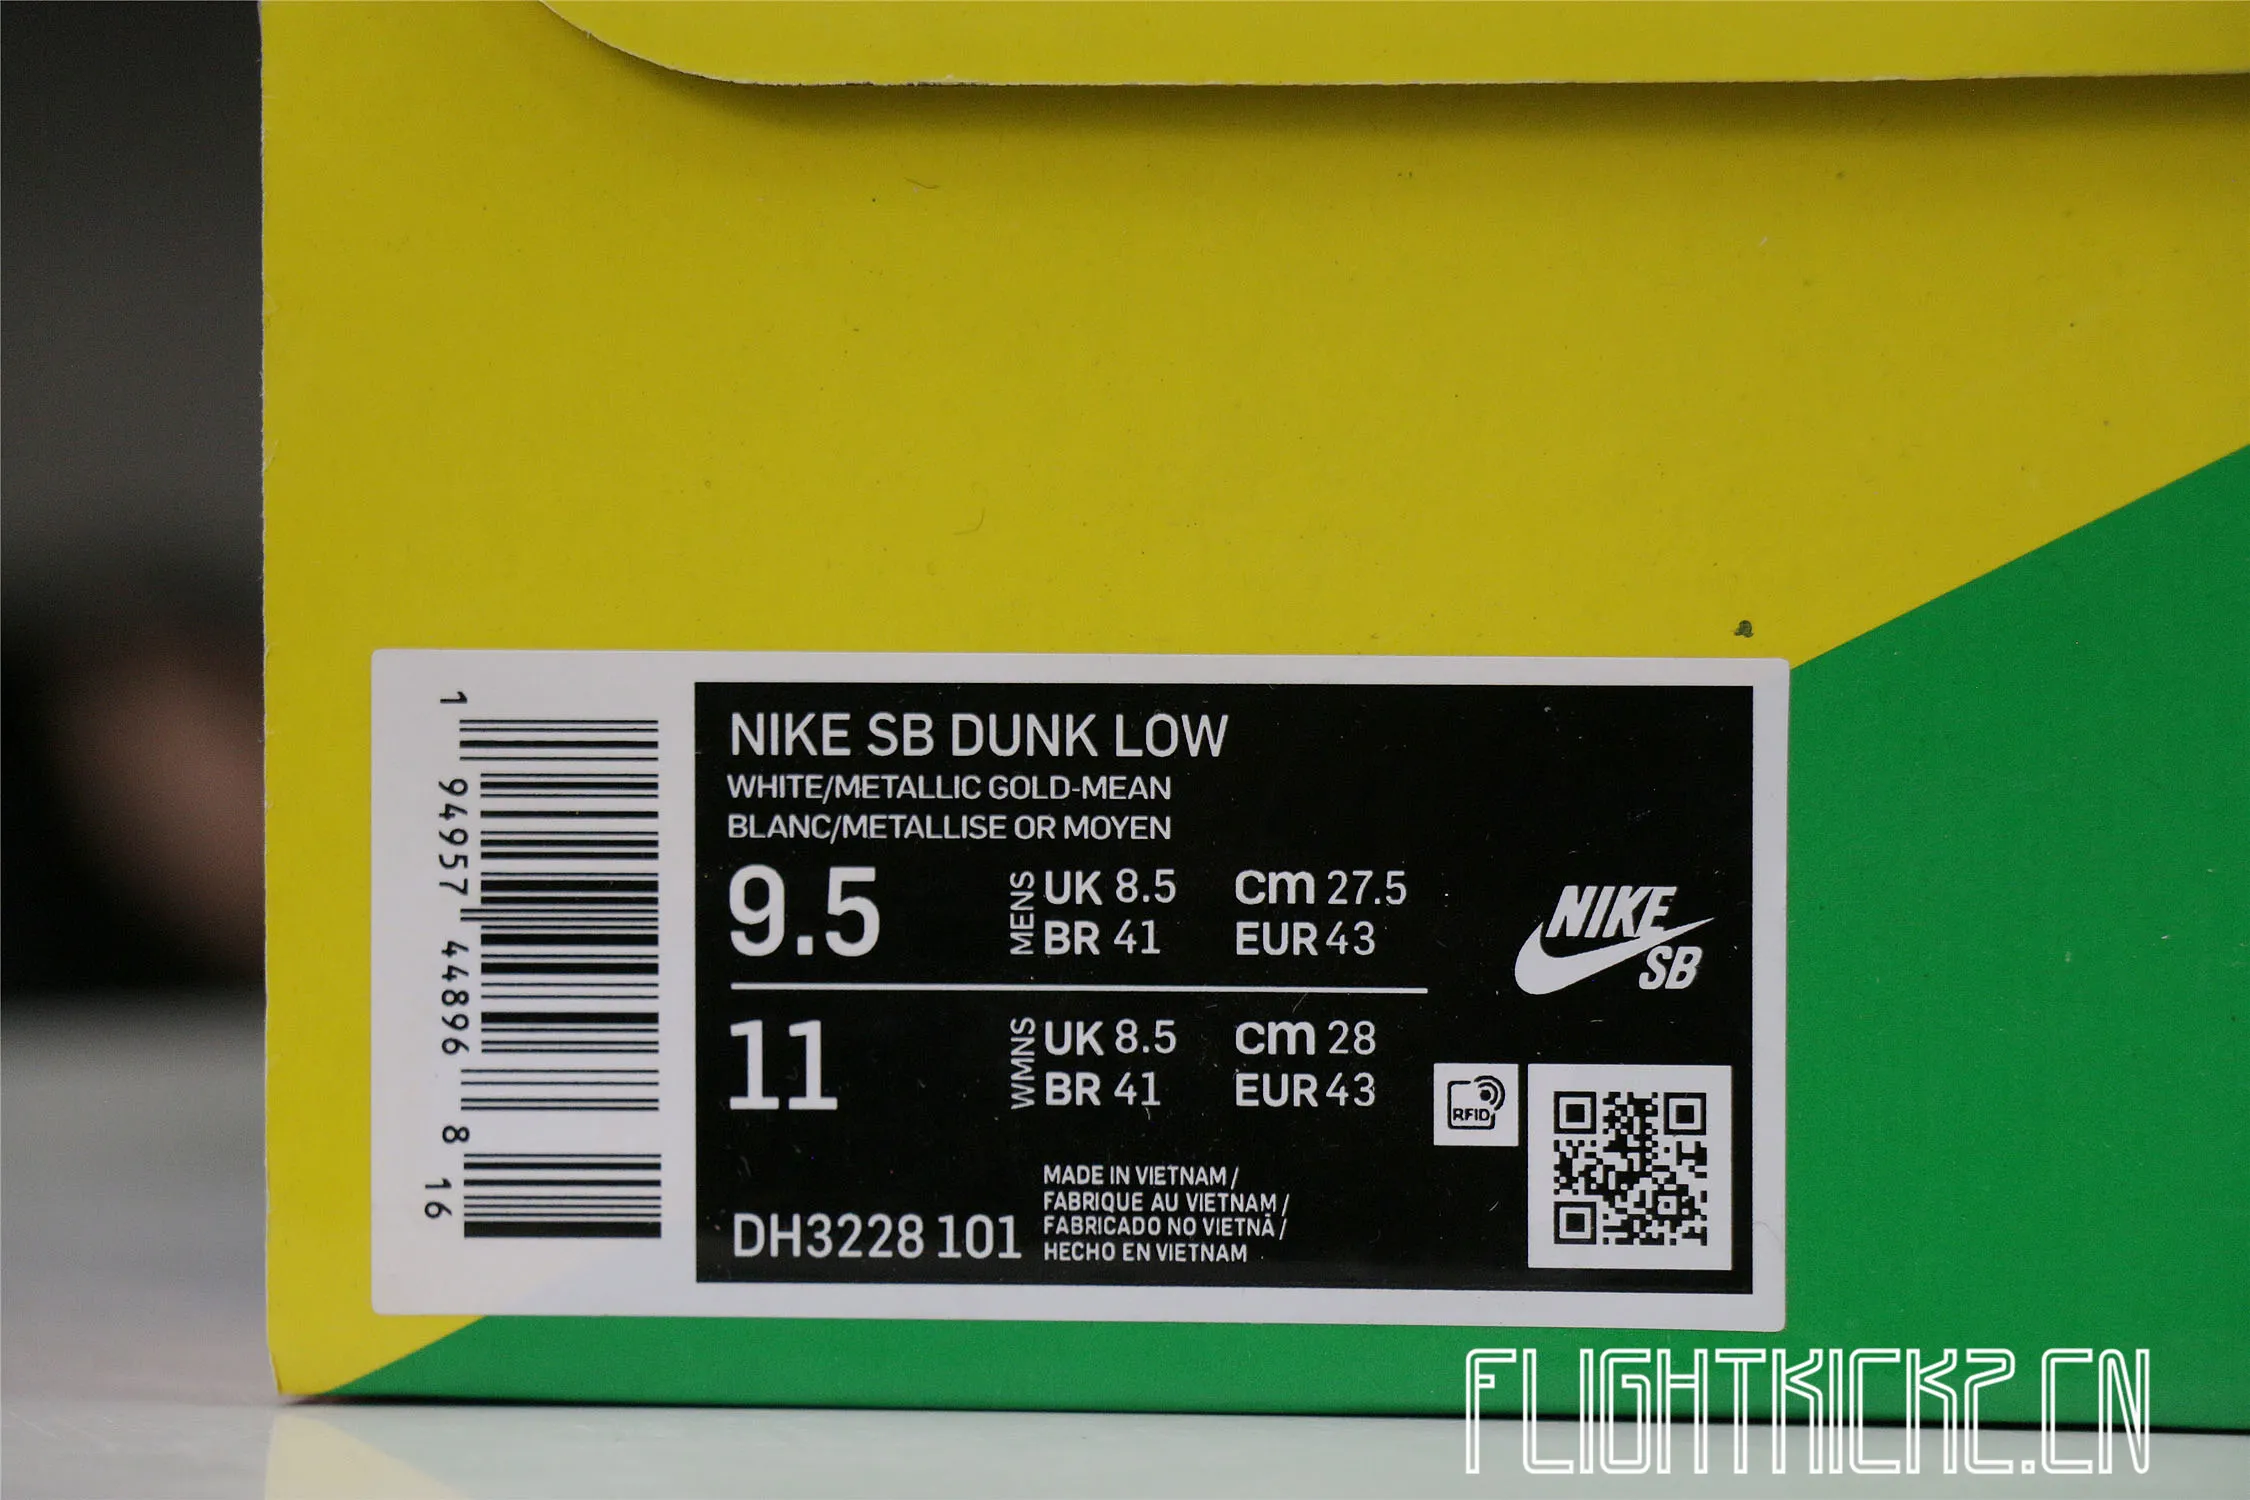 1 94957 44896 8 16
NIKE SB DUNK LOW
WHITE/METALLIC GOLD-MEAN
BLANC/METALLISE OR MOYEN
9.5 MENS UK 8.5 cm 27.5
BR 41 EUR 43
11 WMNS UK 8.5 cm 28
BR 41 EUR 43
NIKE
SB
RFID
MADE IN VIETNAM /
FABRIQUE AU VIETNAM /
FABRICADO NO VIETNÃ /
HECHO EN VIETNAM
DH3228 101
FLIGHTKICKZ.CN